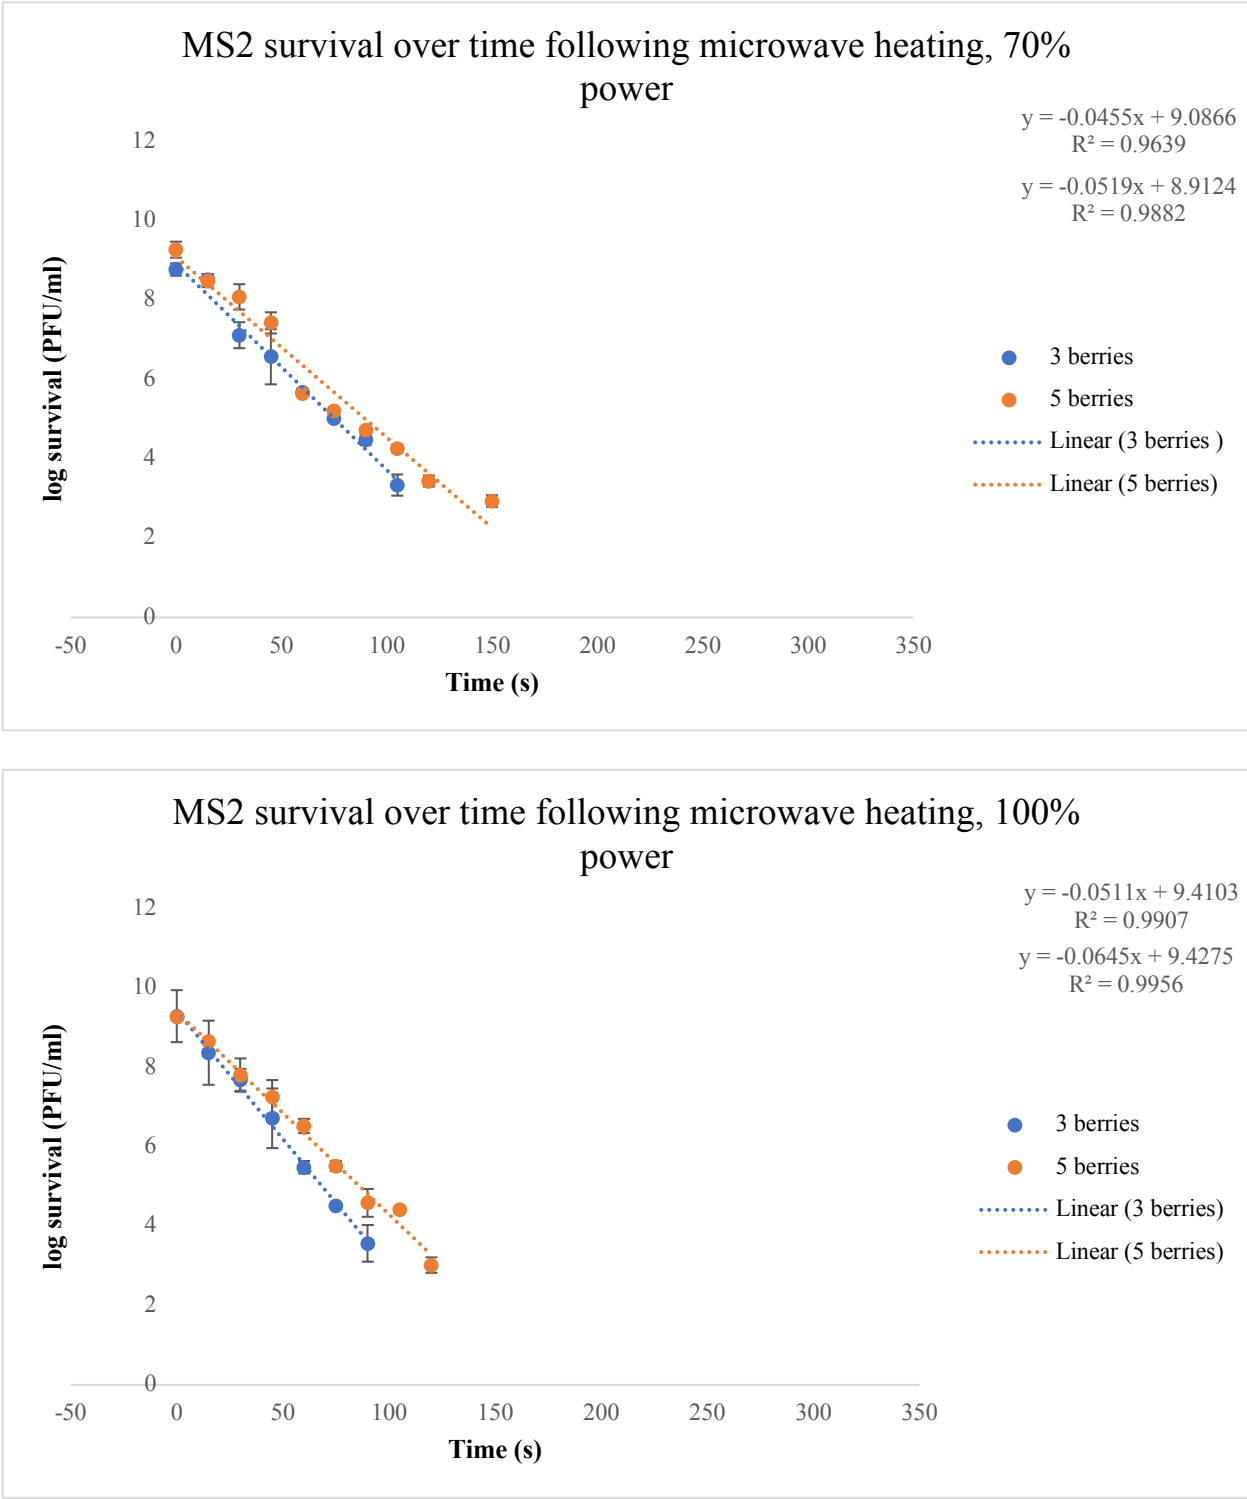 MS2 survival over time following microwave heating, 70%
power
y = -0.0455x + 9.0866
R² = 0.9639
y = -0.0519x + 8.9124
R² = 0.9882
12
10
8
6
4
2
0
log survival (PFU/ml)
-50 0 50 100 150 200 250 300 350
Time (s)
3 berries
5 berries
Linear (3 berries )
Linear (5 berries)
MS2 survival over time following microwave heating, 100%
power
y = -0.0511x + 9.4103
R² = 0.9907
y = -0.0645x + 9.4275
R² = 0.9956
12
10
8
6
4
2
0
log survival (PFU/ml)
-50 0 50 100 150 200 250 300 350
Time (s)
3 berries
5 berries
Linear (3 berries)
Linear (5 berries)